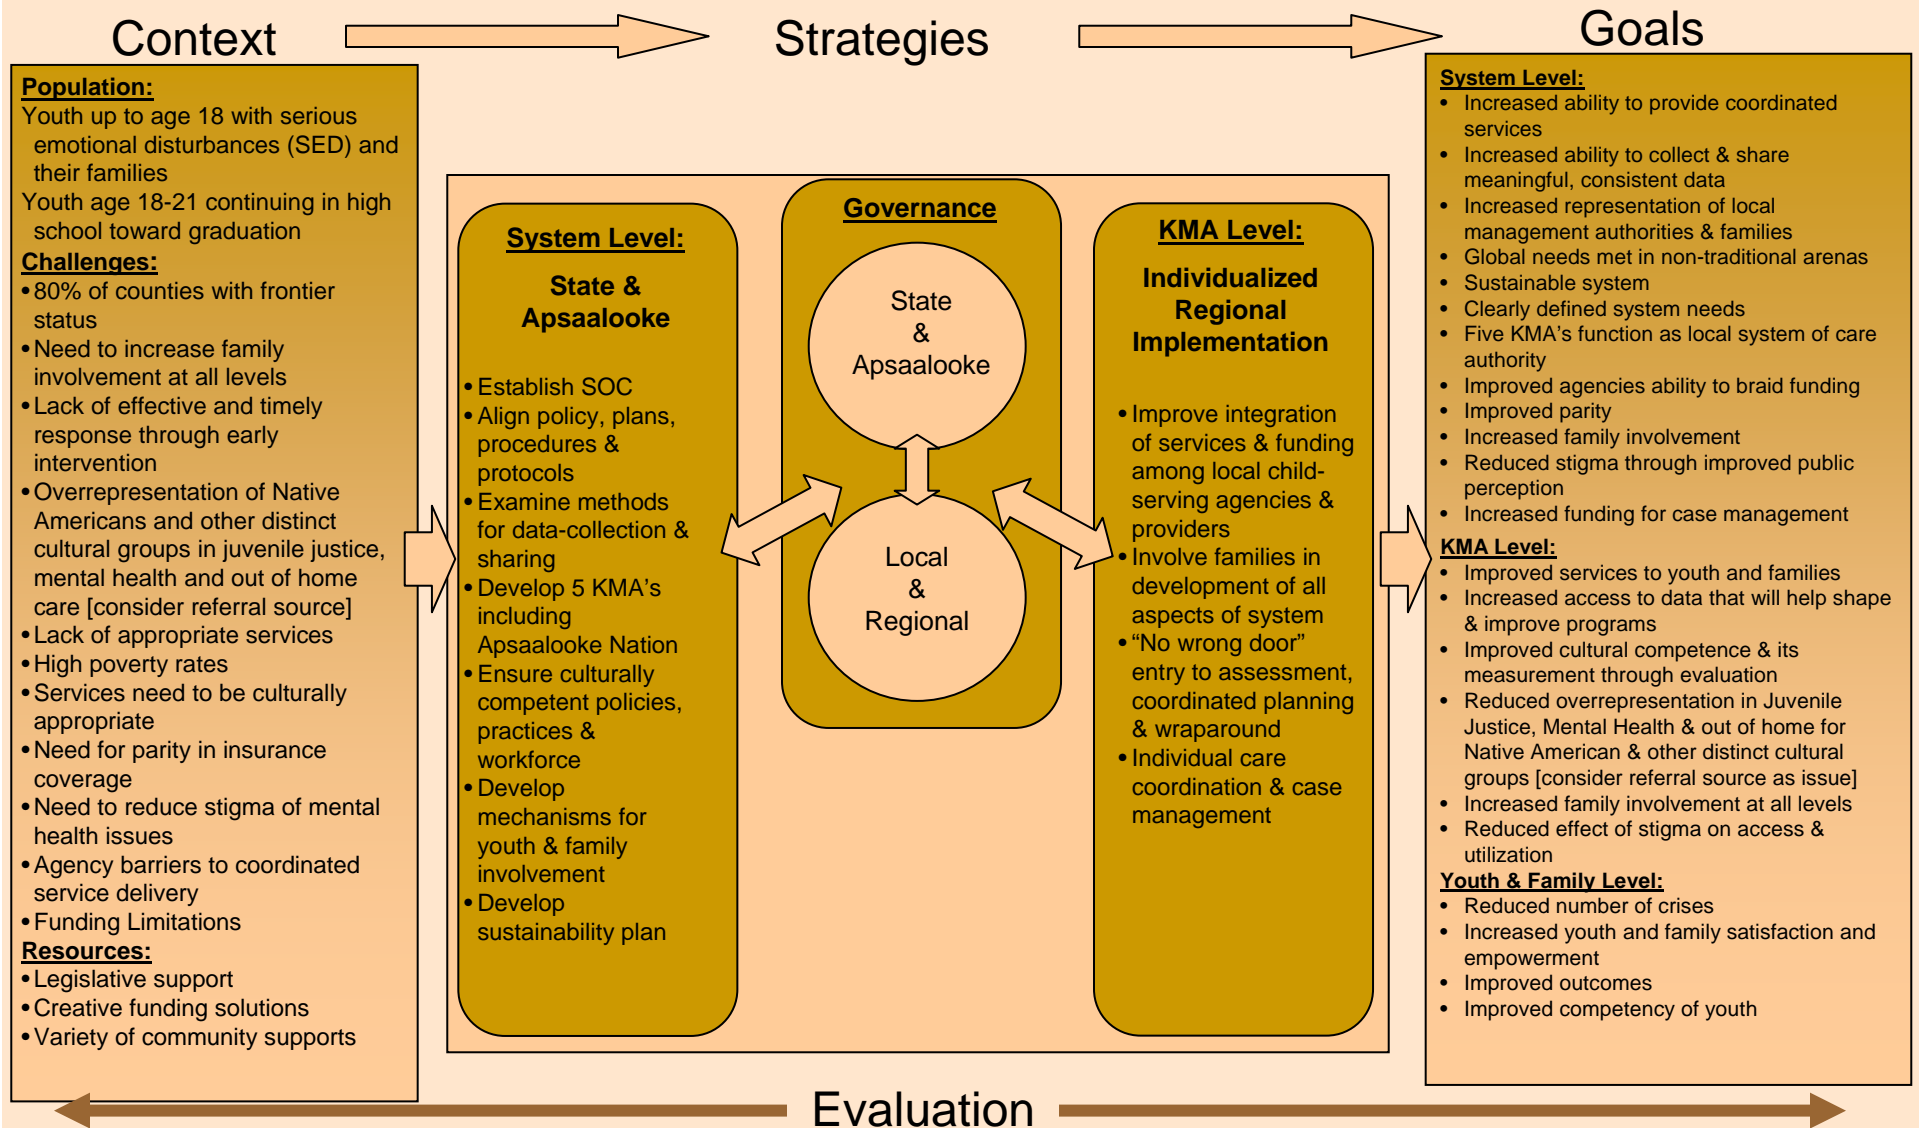 Context
Strategies
Goals
Population:
Youth up to age 18 with serious
emotional disturbances (SED) and
their families
Youth age 18-21 continuing in high
school toward graduation
Challenges:
•80% of counties with frontier
status
•Need to increase family
involvement at all levels
•Lack of effective and timely
response through early
intervention
•Overrepresentation of Native
Americans and other distinct
cultural groups in juvenile justice,
mental health and out of home
care [consider referral source]
•Lack of appropriate services
•High poverty rates
•Services need to be culturally
appropriate
•Need for parity in insurance
coverage
•Need to reduce stigma of mental
health issues
•Agency barriers to coordinated
service delivery
•Funding Limitations
Resources:
•Legislative support
•Creative funding solutions
•Variety of community supports
System Level:
State &
Apsaalooke
•Establish SOC
•Align policy, plans,
procedures &
protocols
•Examine methods
for data-collection &
sharing
•Develop 5 KMA's
including
Apsaalooke Nation
•Ensure culturally
competent policies,
practices &
workforce
•Develop
mechanisms for
youth & family
involvement
•Develop
sustainability plan
Governance
State
&
Apsaalooke
Local
&
Regional
KMA Level:
Individualized
Regional
Implementation
•Improve integration
of services & funding
among local child-
serving agencies &
providers
•Involve families in
development of all
aspects of system
•“No wrong door”
entry to assessment,
coordinated planning
& wraparound
•Individual care
coordination & case
management
System Level:
• Increased ability to provide coordinated
services
• Increased ability to collect & share
meaningful, consistent data
• Increased representation of local
management authorities & families
• Global needs met in non-traditional arenas
• Sustainable system
• Clearly defined system needs
• Five KMA's function as local system of care
authority
• Improved agencies ability to braid funding
• Improved parity
• Increased family involvement
• Reduced stigma through improved public
perception
• Increased funding for case management
KMA Level:
• Improved services to youth and families
• Increased access to data that will help shape
& improve programs
• Improved cultural competence & its
measurement through evaluation
• Reduced overrepresentation in Juvenile
Justice, Mental Health & out of home for
Native American & other distinct cultural
groups [consider referral source as issue]
• Increased family involvement at all levels
• Reduced effect of stigma on access &
utilization
Youth & Family Level:
• Reduced number of crises
• Increased youth and family satisfaction and
empowerment
• Improved outcomes
• Improved competency of youth
Evaluation